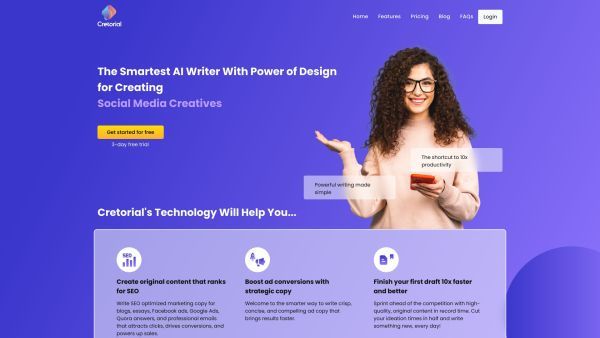 Cretorial
Home Features Pricing Blog FAQs Login
The Smartest AI Writer With Power of Design
for Creating
Social Media Creatives
Get started for free
3-day free trial
The shortcut to 10x
productivity
Powerful writing made
simple
Cretorial's Technology Will Help You...
SEO
Create original content that ranks
for SEO
Write SEO optimized marketing copy for
blogs, essays, Facebook ads, Google Ads,
Quora answers, and professional emails
that attracts clicks, drives conversions, and
powers up sales.
Boost ad conversions with
strategic copy
Welcome to the smarter way to write crisp,
concise, and compelling ad copy that
brings results faster.
Finish your first draft 10x faster
and better
Sprint ahead of the competition with high-
quality, original content in record time. Cut
your ideation times in half and write
something new, every day!